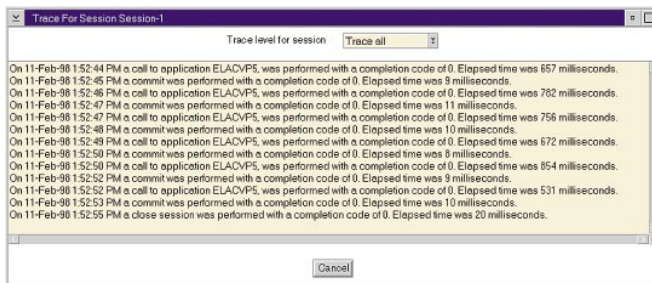 Trace For Session Session-1
Trace level for session Trace all
On 11-Feb-98 1:52:44 PM a call to application ELACVP5, was performed with a completion code of 0. Elapsed time was 657 milliseconds.
On 11-Feb-98 1:52:45 PM a commit was performed with a completion code of 0. Elapsed time was 9 milliseconds.
On 11-Feb-98 1:52:46 PM a call to application ELACVP5, was performed with a completion code of 0. Elapsed time was 782 milliseconds.
On 11-Feb-98 1:52:47 PM a commit was performed with a completion code of 0. Elapsed time was 11 milliseconds.
On 11-Feb-98 1:52:47 PM a call to application ELACVP5, was performed with a completion code of 0. Elapsed time was 756 milliseconds.
On 11-Feb-98 1:52:48 PM a commit was performed with a completion code of 0. Elapsed time was 10 milliseconds.
On 11-Feb-98 1:52:49 PM a call to application ELACVP5, was performed with a completion code of 0. Elapsed time was 672 milliseconds.
On 11-Feb-98 1:52:50 PM a commit was performed with a completion code of 0. Elapsed time was 8 milliseconds.
On 11-Feb-98 1:52:50 PM a call to application ELACVP5, was performed with a completion code of 0. Elapsed time was 854 milliseconds.
On 11-Feb-98 1:52:52 PM a commit was performed with a completion code of 0. Elapsed time was 9 milliseconds.
On 11-Feb-98 1:52:52 PM a call to application ELACVP5, was performed with a completion code of 0. Elapsed time was 531 milliseconds.
On 11-Feb-98 1:52:53 PM a commit was performed with a completion code of 0. Elapsed time was 10 milliseconds.
On 11-Feb-98 1:52:55 PM a close session was performed with a completion code of 0. Elapsed time was 20 milliseconds.
Cancel